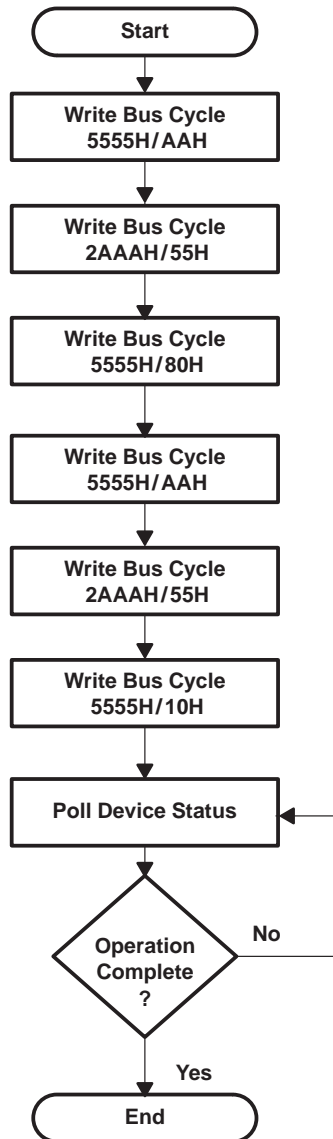 Start
Write Bus Cycle
5555H/AAH
Write Bus Cycle
2AAAH/55H
Write Bus Cycle
5555H/80H
Write Bus Cycle
5555H/AAH
Write Bus Cycle
2AAAH/55H
Write Bus Cycle
5555H/10H
Poll Device Status
Operation
Complete
?
No
Yes
End